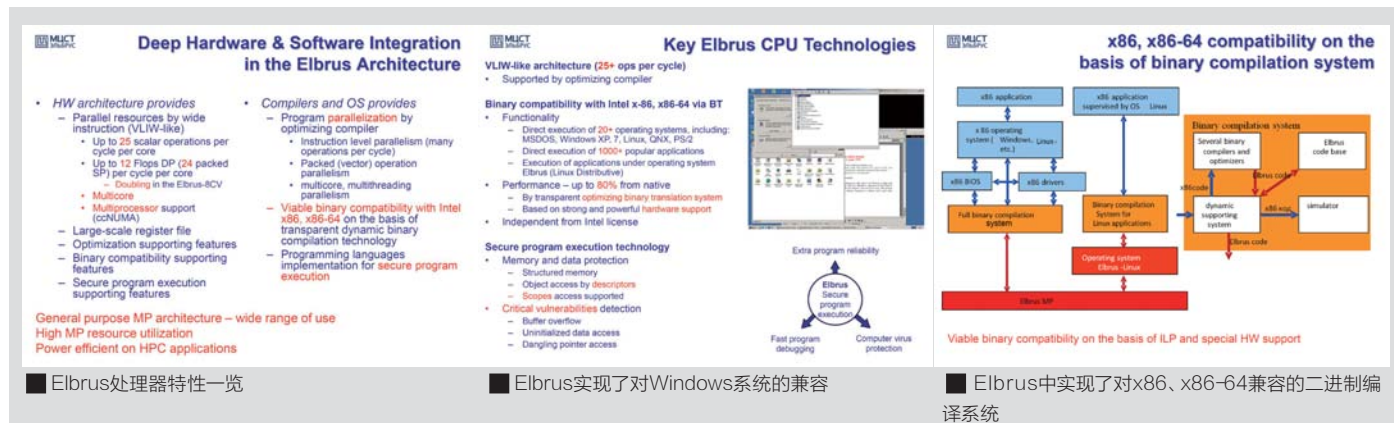 МЦСТ
ЭЛЬБРУС
Deep Hardware & Software Integration
in the Elbrus Architecture
• HW architecture provides
– Parallel resources by wide
instruction (VLIW-like)
• Up to 25 scalar operations per
cycle per core
• Up to 12 Flops DP (24 packed
SP) per cycle per core
– Doubling in the Elbrus-8CV
• Multicore
• Multiprocessor support
(ccNUMA)
– Large-scale register file
– Optimization supporting features
– Binary compatibility supporting
features
– Secure program execution
supporting features
• Compilers and OS provides
– Program parallelization by
optimizing compiler
• Instruction level parallelism (many
operations per cycle)
• Packed (vector) operation
parallelism
• multicore, multithreading
parallelism
– Viable binary compatibility with Intel
x86, x86-64 on the basis of
transparent dynamic binary
compilation technology
– Programming languages
implementation for secure program
execution
General purpose MP architecture – wide range of use
High MP resource utilization
Power efficient on HPC applications
■ Elbrus处理器特性一览
МЦСТ
ЭЛЬБРУС
Key Elbrus CPU Technologies
VLIW-like architecture (25+ ops per cycle)
• Supported by optimizing compiler
Binary compatibility with Intel x-86, x86-64 via BT
• Functionality
– Direct execution of 20+ operating systems, including:
MSDOS, Windows XP, 7, Linux, QNX, PS/2
– Direct execution of 1000+ popular applications
– Execution of applications under operating system
Elbrus (Linux Distributive)
• Performance – up to 80% from native
– By transparent optimizing binary translation system
– Based on strong and powerful hardware support
• Independent from Intel license
Secure program execution technology
• Memory and data protection
– Structured memory
– Object access by descriptors
– Scopes access supported
• Critical vulnerabilities detection
– Buffer overflow
– Uninitialized data access
– Dangling pointer access
Extra program reliability
Elbrus
Secure
program
execution
Fast program
debugging
Computer virus
protection
■ Elbrus实现了对Windows系统的兼容
МЦСТ
ЭЛЬБРУС
x86, x86-64 compatibility on the
basis of binary compilation system
x86 application
x86 application
supervised by OS Linux
x 86 operating
system ( Windows, Linux-
etc.)
x86-BIOS
x86 drivers
Full binary compilation
system
Binary compilation
System for
Linux applications
Operating system
Elbrus -Linux
Elbrus MP
Binary compilation system
Several binary
compilers and
optimizers
Elbrus
code base
Elbrus code
x86code
dynamic
supporting
system
simulator
Elbrus code
Viable binary compatibility on the basis of ILP and special HW support
■ Elbrus中实现了对x86、x86-64兼容的二进制编
译系统